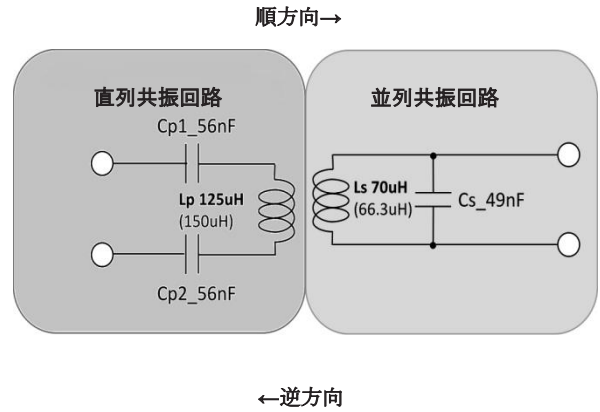 順方向→
直列共振回路
並列共振回路
Cp1_56nF
Lp 125uH
(150uH)
Ls 70uH
(66.3uH)
Cs_49nF
Cp2_56nF
←逆方向